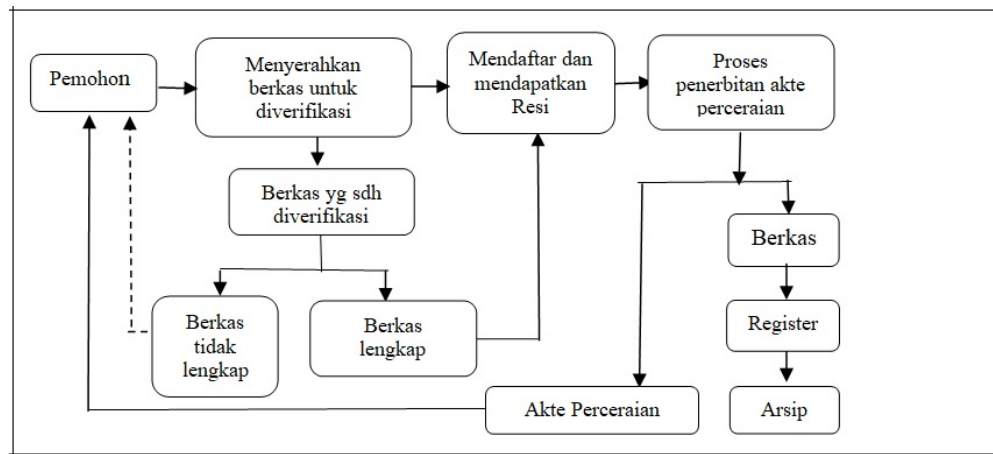 Pemohon
Menyerahkan
berkas untuk
diverifikasi
Mendaftar dan
mendapatkan
Resi
Proses
penerbitan akte
perceraian
Berkas yg sdh
diverifikasi
Berkas
Berkas
tidak
lengkap
Berkas
lengkap
Register
Akte Perceraian
Arsip